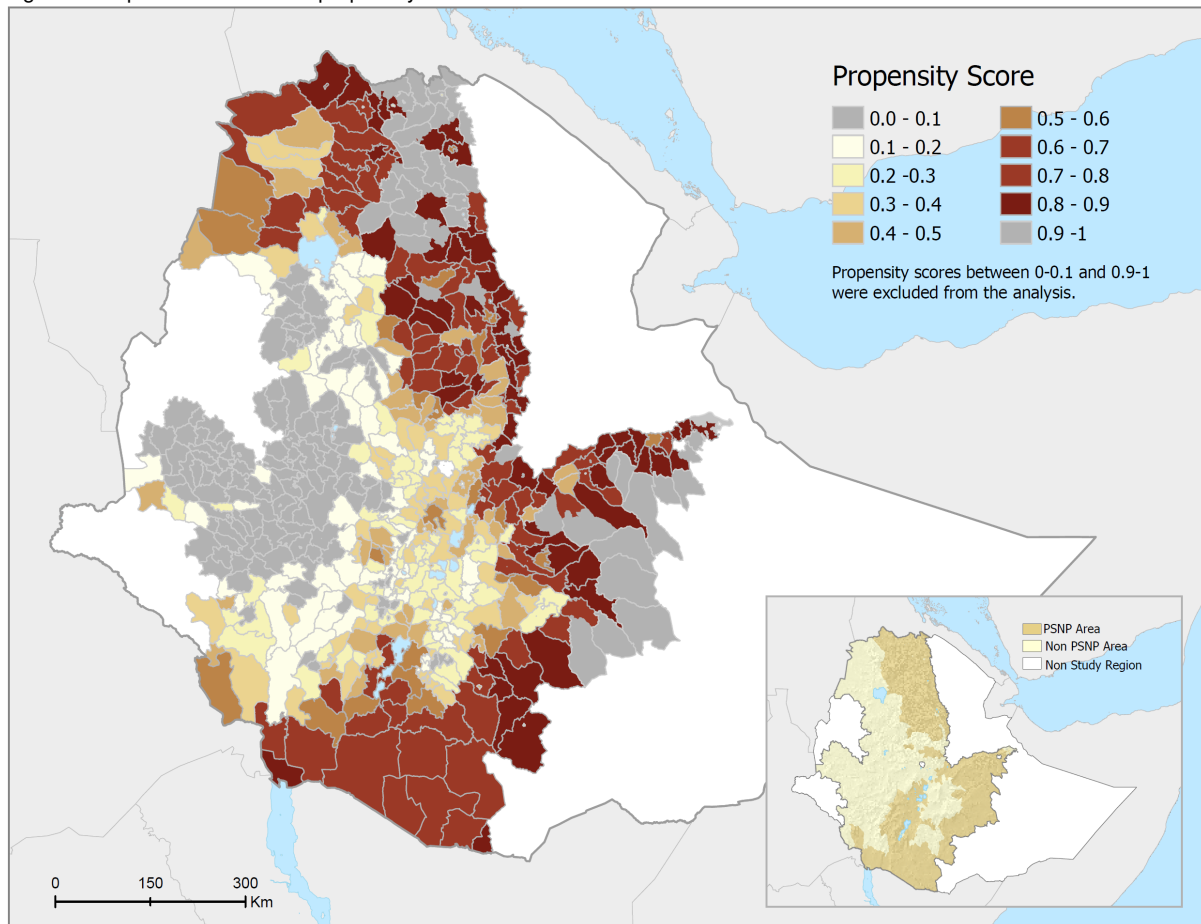 Propensity Score
0.0 - 0.1
0.1 - 0.2
0.2 -0.3
0.3 - 0.4
0.4 - 0.5
0.5 - 0.6
0.6 - 0.7
0.7 - 0.8
0.8 - 0.9
0.9 -1
Propensity scores between 0-0.1 and 0.9-1
were excluded from the analysis.
PSNP Area
Non PSNP Area
Non Study Region
0 150 300
Km